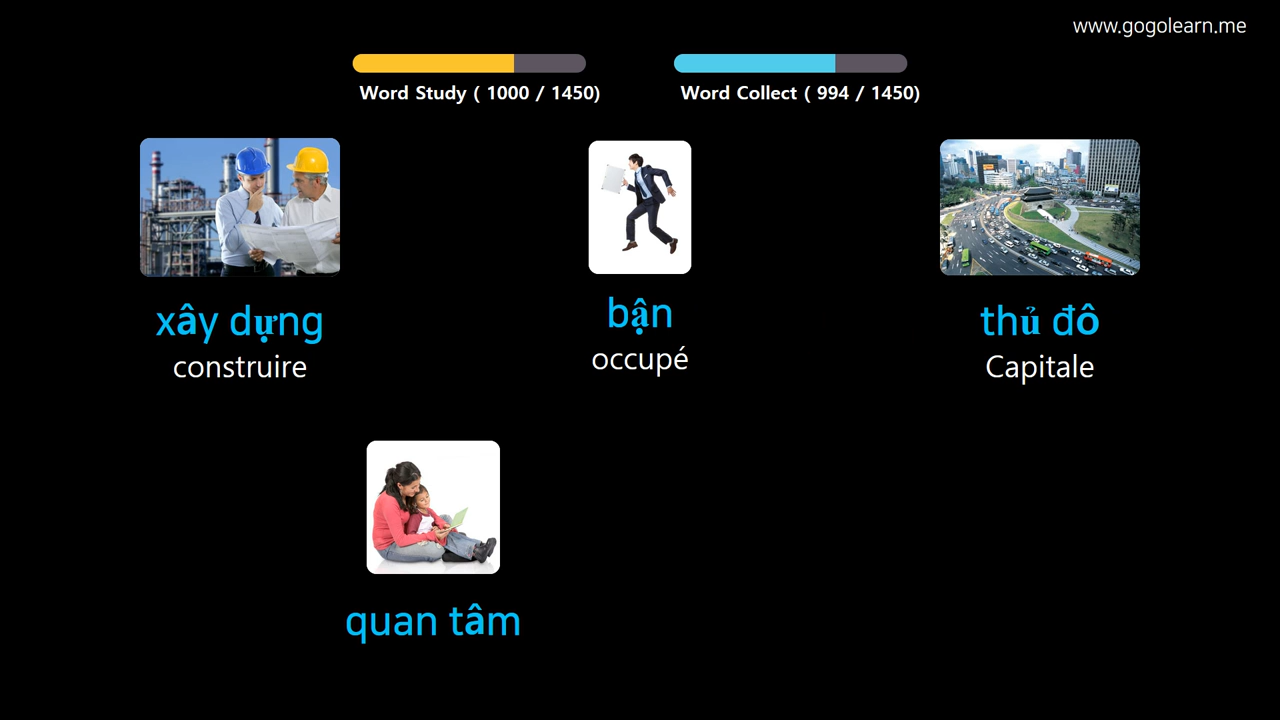 www.gogolearn.me
Word Study ( 1000 / 1450)
Word Collect ( 994 / 1450)
xây dựng
construire
bận
occupé
thủ đô
Capitale
quan tâm